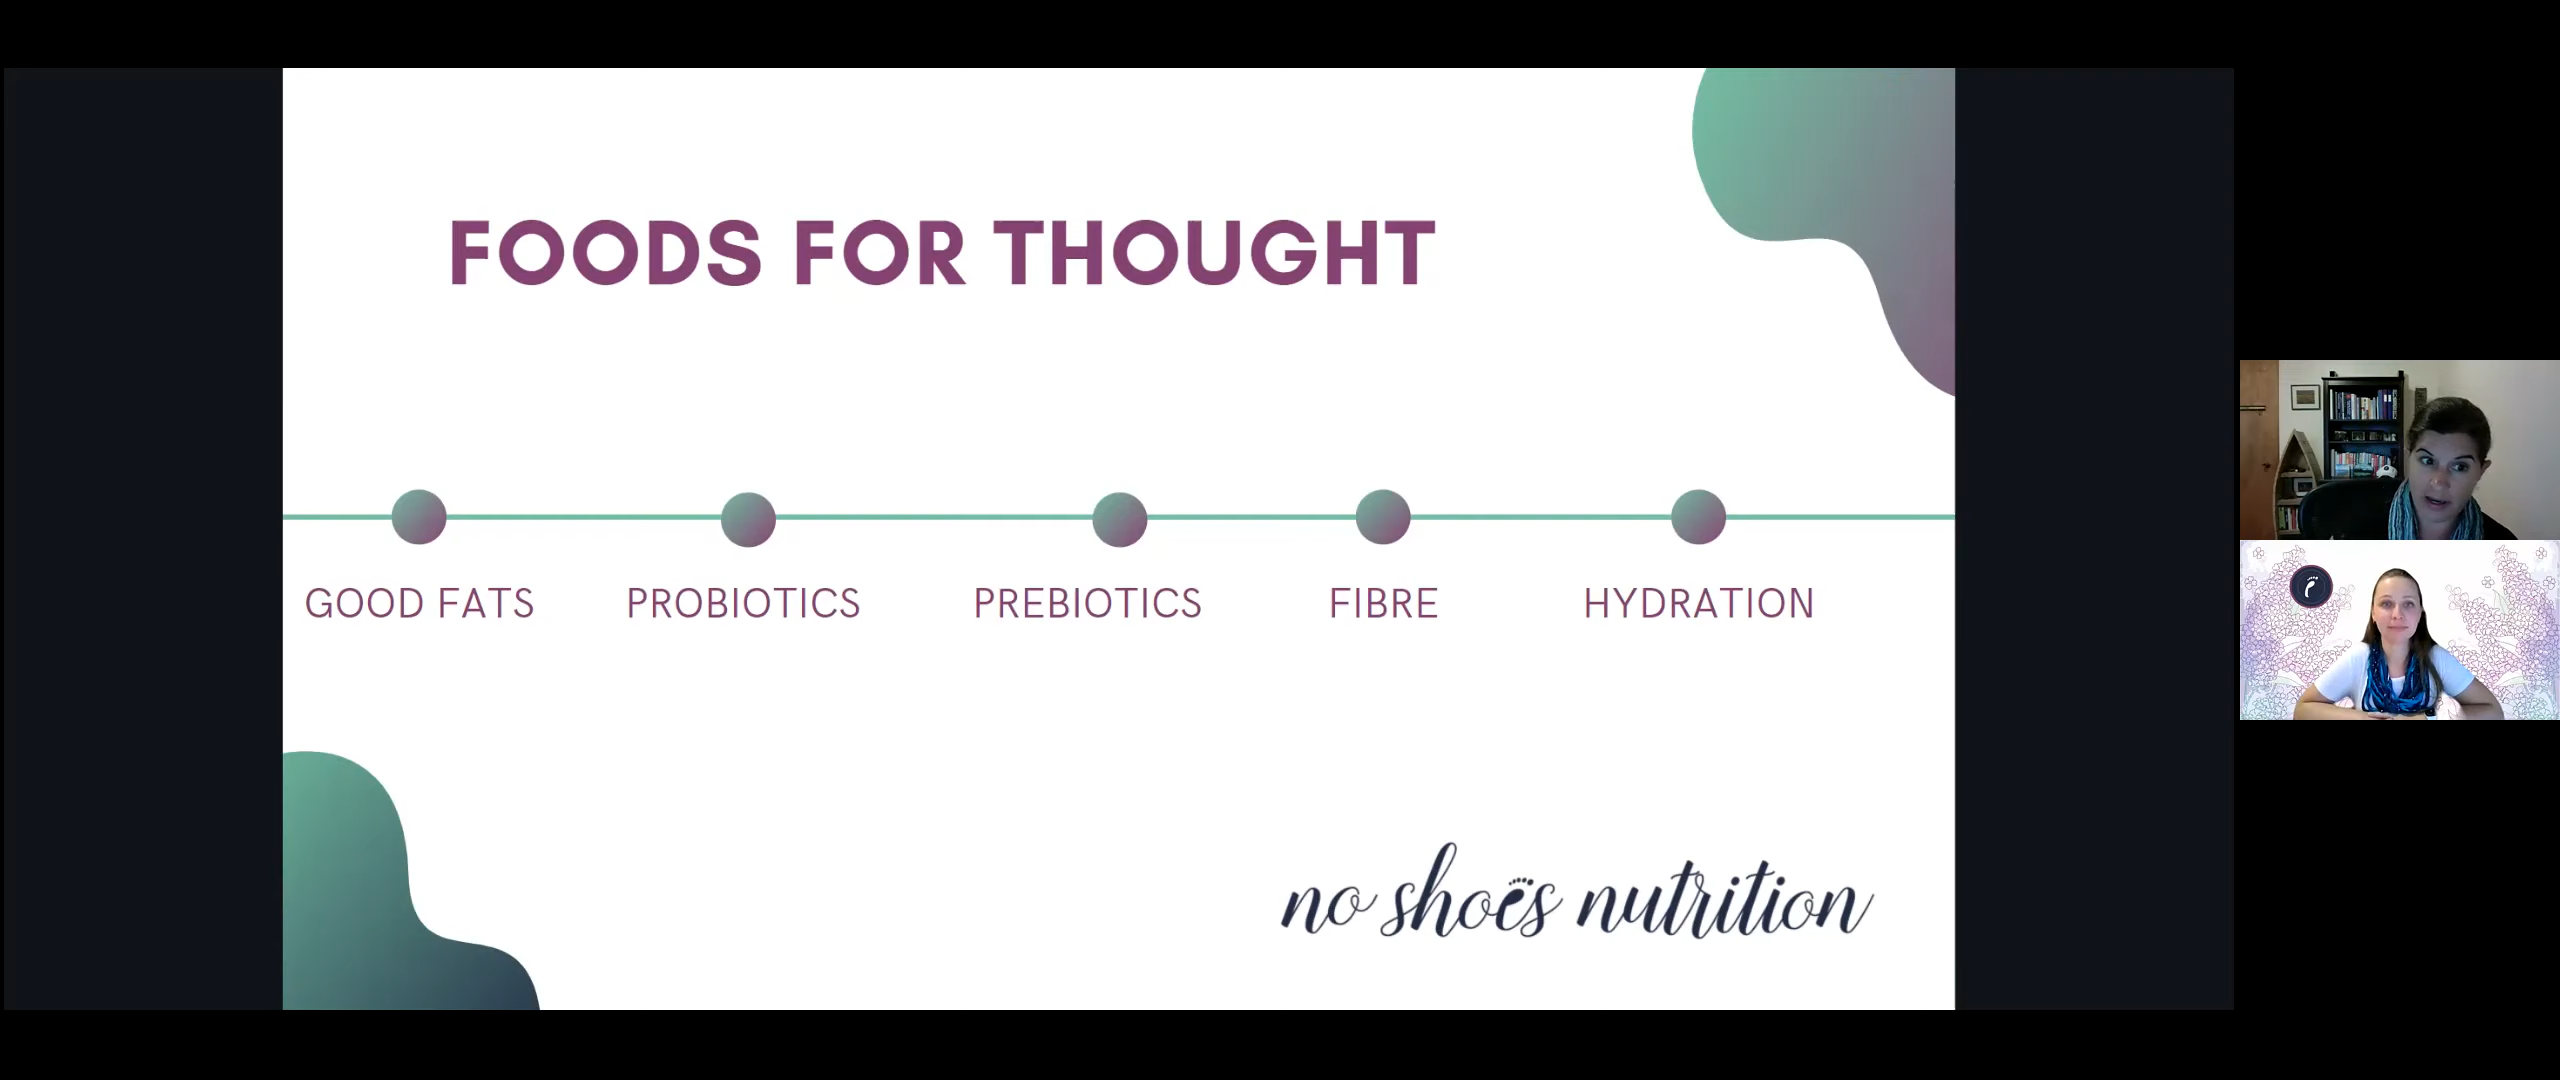 FOODS FOR THOUGHT
GOOD FATS PROBIOTICS PREBIOTICS FIBRE HYDRATION
no shoes nutrition